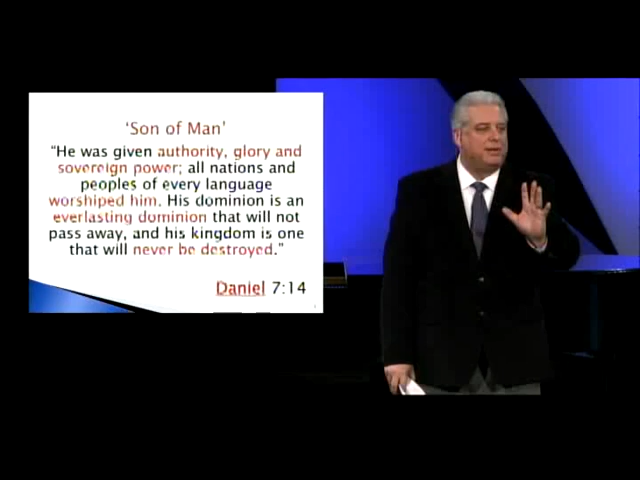 'Son of Man'
"He was given authority, glory and
sovereign power; all nations and
peoples of every language
worshiped him. His dominion is an
everlasting dominion that will not
pass away, and his kingdom is one
that will never be destroyed."
Daniel 7:14